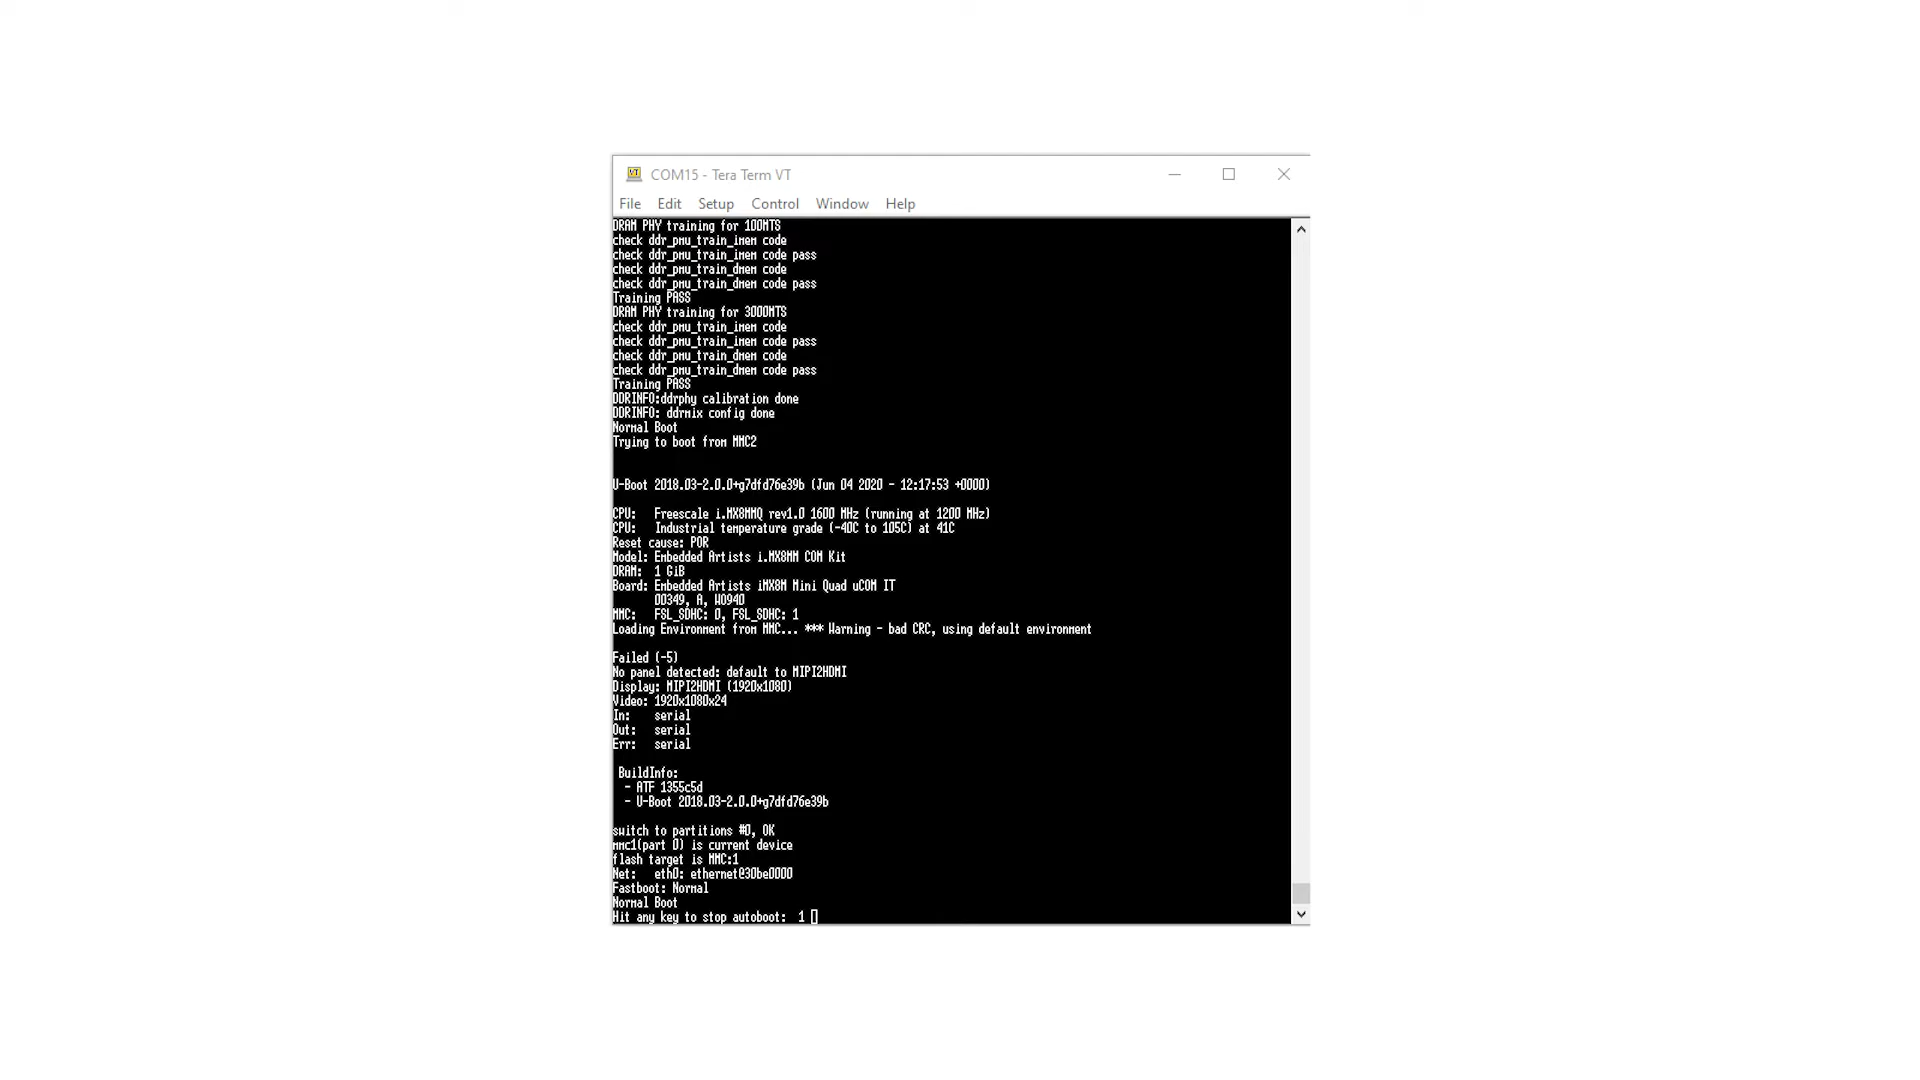 COM15 - Tera Term VT
File Edit Setup Control Window Help
DRAM PHY training for 100MTS
check ddr_pmu_train_imem code
check ddr_pmu_train_imem code pass
check ddr_pmu_train_dmem code
check ddr_pmu_train_dmem code pass
Training PASS
DRAM PHY training for 3000MTS
check ddr_pmu_train_imem code
check ddr_pmu_train_imem code pass
check ddr_pmu_train_dmem code
check ddr_pmu_train_dmem code pass
Training PASS
DDRINFO:ddrphy calibration done
DDRINFO: ddrmix config done
Normal Boot
Trying to boot from MMC2
U-Boot 2018.03-2.0.0+g7dfd76e39b (Jun 04 2020 - 12:17:53 +0000)
CPU: Freescale i.MX8MMQ rev1.0 1600 MHz (running at 1200 MHz)
CPU: Industrial temperature grade (-40C to 105C) at 41C
Reset cause: POR
Model: Embedded Artists i.MX8MM COM Kit
DRAM: 1 GiB
Board: Embedded Artists iMX8M Mini Quad uCOM IT
00349, A, WO940
MMC: FSL_SDHC: 0, FSL_SDHC: 1
Loading Environment from MMC... *** Warning - bad CRC, using default environment
Failed (-5)
No panel detected: default to MIPI2HDMI
Display: MIPI2HDMI (1920x1080)
Video: 1920x1080x24
In: serial
Out: serial
Err: serial
BuildInfo:
- ATF 1355c5d
- U-Boot 2018.03-2.0.0+g7dfd76e39b
switch to partitions #0, OK
mmc1(part 0) is current device
flash target is MMC:1
Net: eth0: ethernet@30be0000
Fastboot: Normal
Normal Boot
Hit any key to stop autoboot: 1